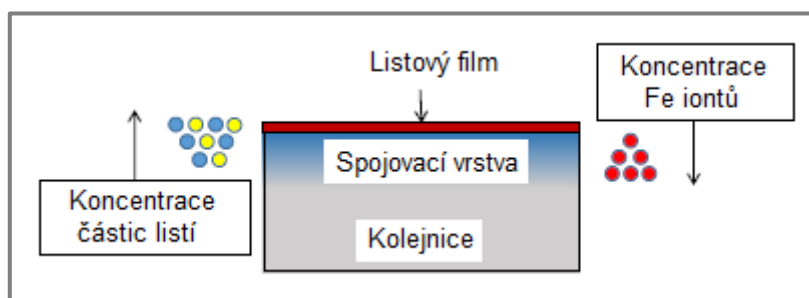 Listový film
Koncentrace
Fe iontů
Spojovací vrstva
Koncentrace
částic listí
Kolejnice